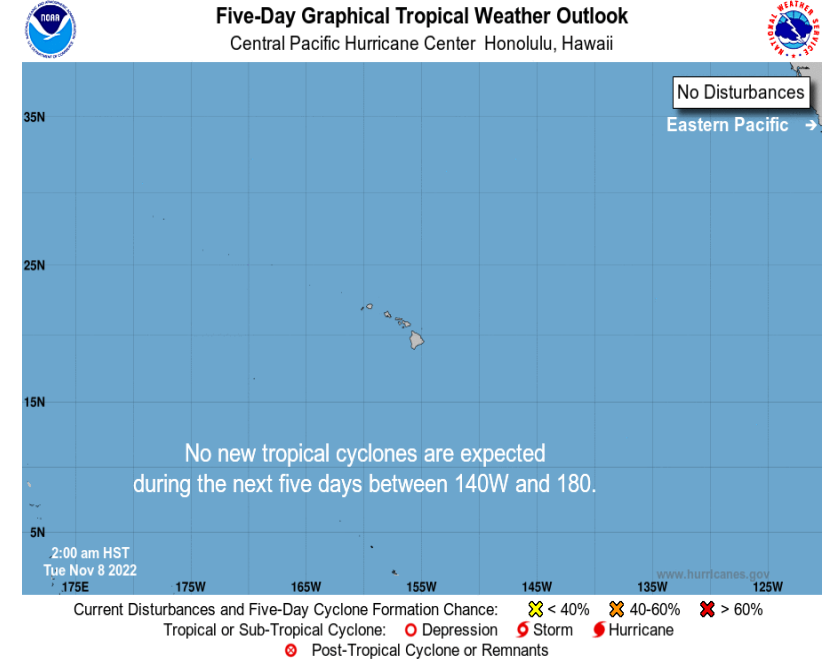 Five-Day Graphical Tropical Weather Outlook
Central Pacific Hurricane Center Honolulu, Hawaii
NOAA
No Disturbances
Eastern Pacific →
35N
25N
15N
No new tropical cyclones are expected
during the next five days between 140W and 180.
5N
2:00 am HST
Tue Nov 8 2022
www.hurricanes.gov
175E 175W 165W 155W 145W 135W 125W
Current Disturbances and Five-Day Cyclone Formation Chance: < 40% 40-60% > 60%
Tropical or Sub-Tropical Cyclone: Depression Storm Hurricane
Post-Tropical Cyclone or Remnants